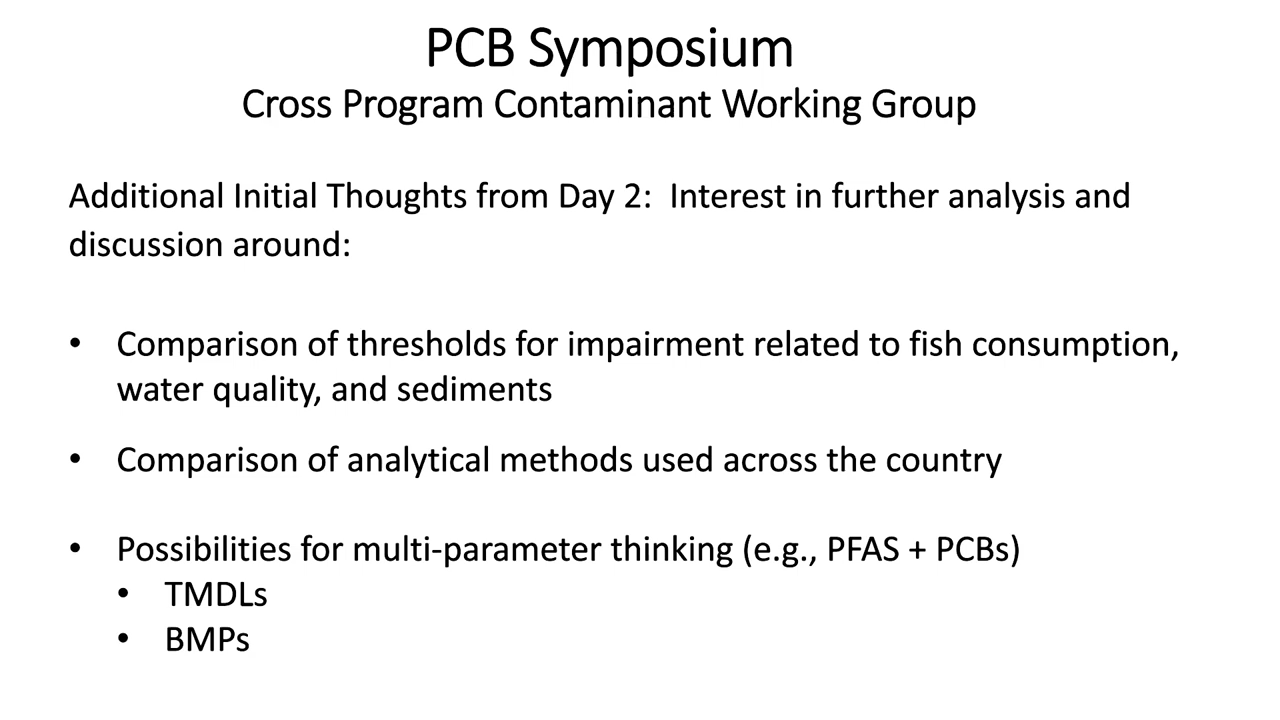 PCB Symposium
Cross Program Contaminant Working Group
Additional Initial Thoughts from Day 2:  Interest in further analysis and
discussion around:
• Comparison of thresholds for impairment related to fish consumption,
water quality, and sediments
• Comparison of analytical methods used across the country
• Possibilities for multi-parameter thinking (e.g., PFAS + PCBs)
• TMDLs
• BMPs